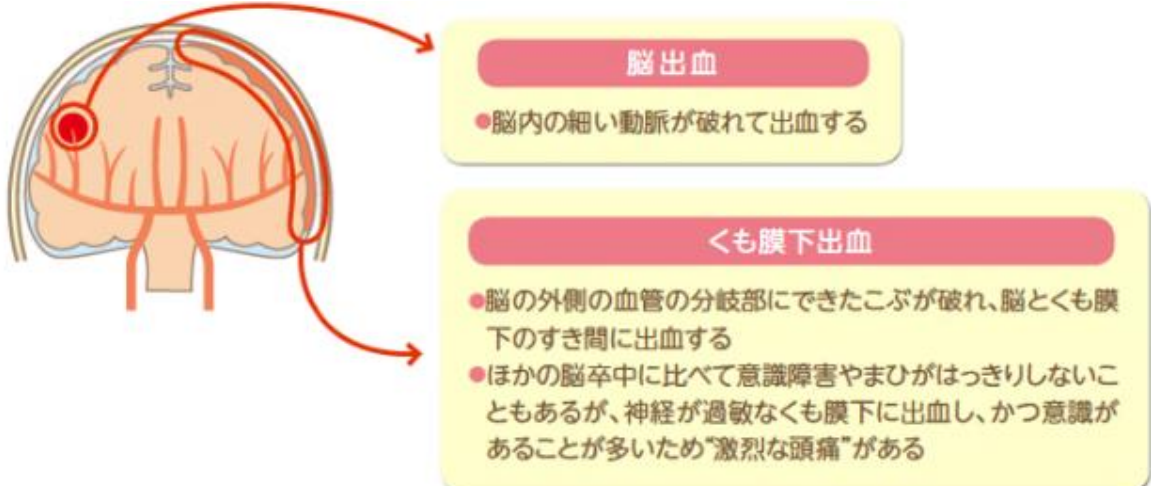 脳出血
●脳内の細い動脈が破れて出血する
くも膜下出血
●脳の外側の血管の分岐部にできたこぶが破れ、脳とくも膜
下のすき間に出血する
●ほかの脳卒中に比べて意識障害やまひがはっきりしないこ
ともあるが、神経が過敏なくも膜下に出血し、かつ意識が
あることが多いため“激烈な頭痛”がある